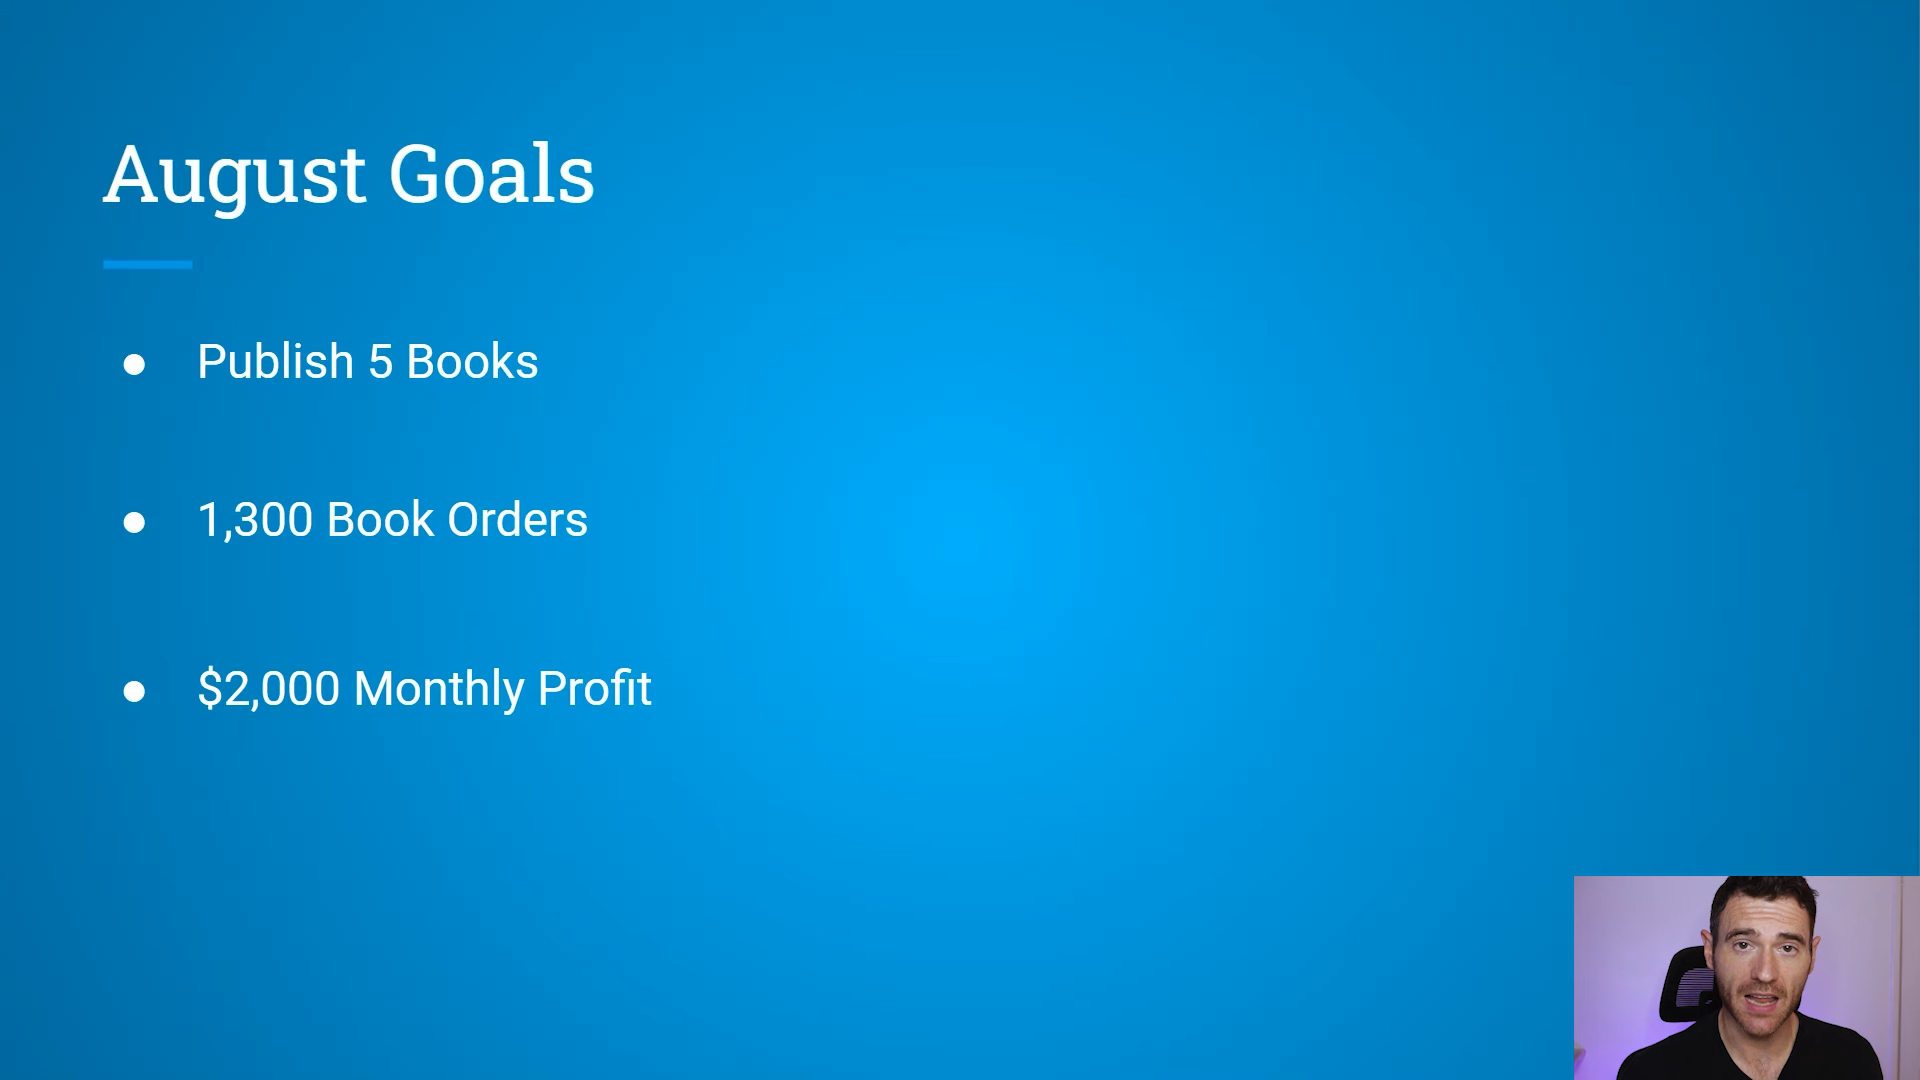 August Goals
Publish 5 Books
1,300 Book Orders
$2,000 Monthly Profit